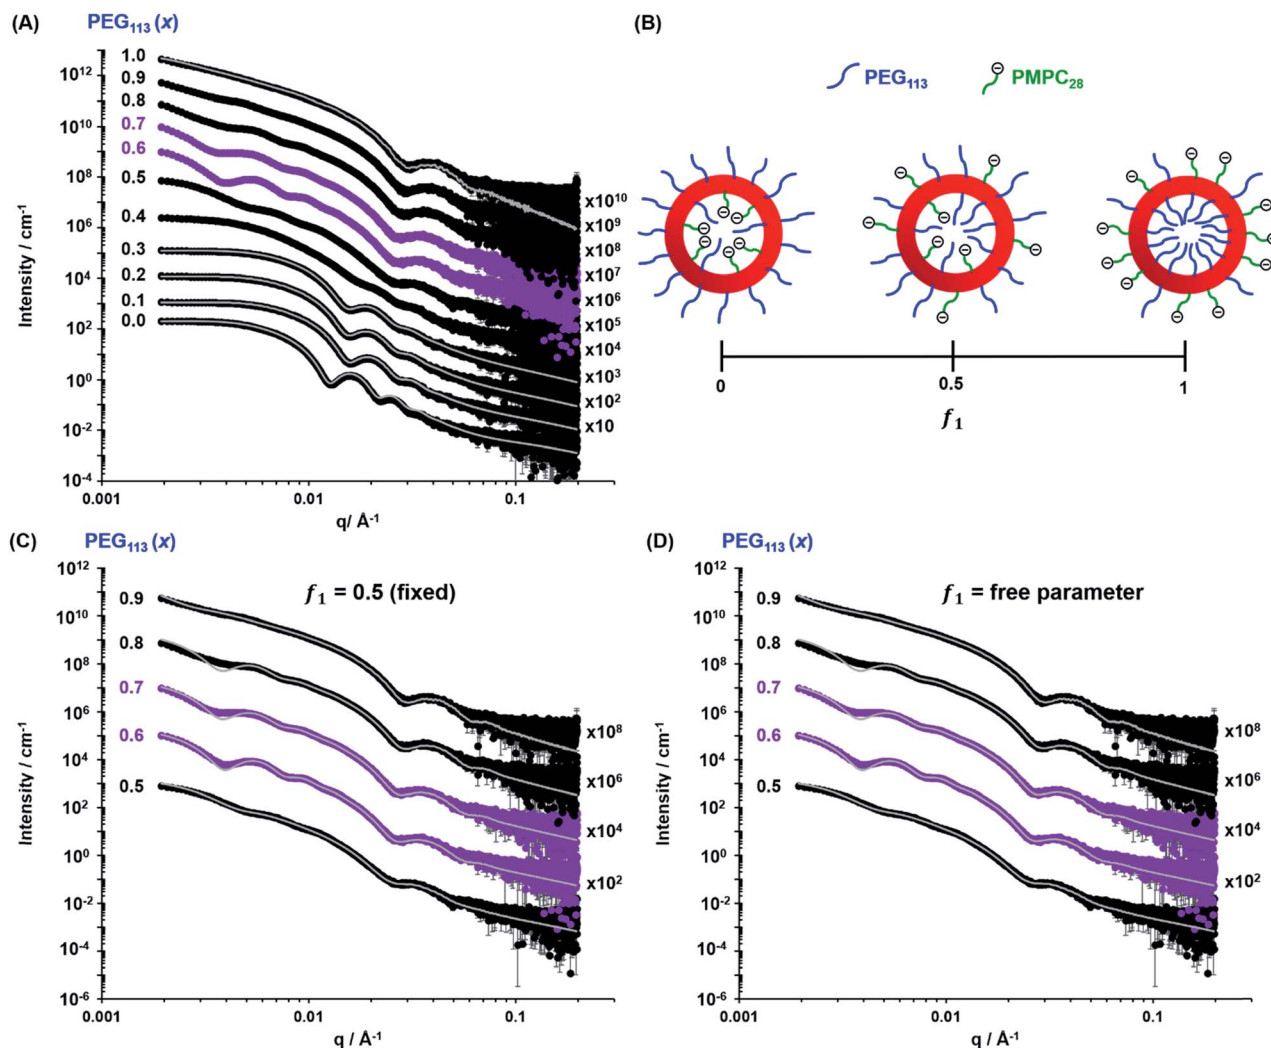 (A)
PEG₁₁₃ (x)
1.0
0.9
0.8
0.7
0.6
0.5
0.4
0.3
0.2
0.1
0.0
10¹²
10¹⁰
10⁸
10⁶
10⁴
10²
10⁰
10⁻²
10⁻⁴
Intensity / cm⁻¹
x10¹⁰
x10⁹
x10⁸
x10⁷
x10⁶
x10⁵
x10⁴
x10³
x10²
x10
0.001 0.01 0.1
q/ Å⁻¹
(B)
PEG₁₁₃ PMPC₂₈
0 0.5 1
f₁
(C)
PEG₁₁₃ (x)
f₁ = 0.5 (fixed)
0.9
0.8
0.7
0.6
0.5
10¹²
10¹⁰
10⁸
10⁶
10⁴
10²
10⁰
10⁻²
10⁻⁴
10⁻⁶
Intensity / cm⁻¹
x10⁸
x10⁶
x10⁴
x10²
0.001 0.01 0.1
q / Å⁻¹
(D)
PEG₁₁₃ (x)
f₁ = free parameter
0.9
0.8
0.7
0.6
0.5
10¹²
10¹⁰
10⁸
10⁶
10⁴
10²
10⁰
10⁻²
10⁻⁴
10⁻⁶
Intensity / cm⁻¹
x10⁸
x10⁶
x10⁴
x10²
0.001 0.01 0.1
q / Å⁻¹